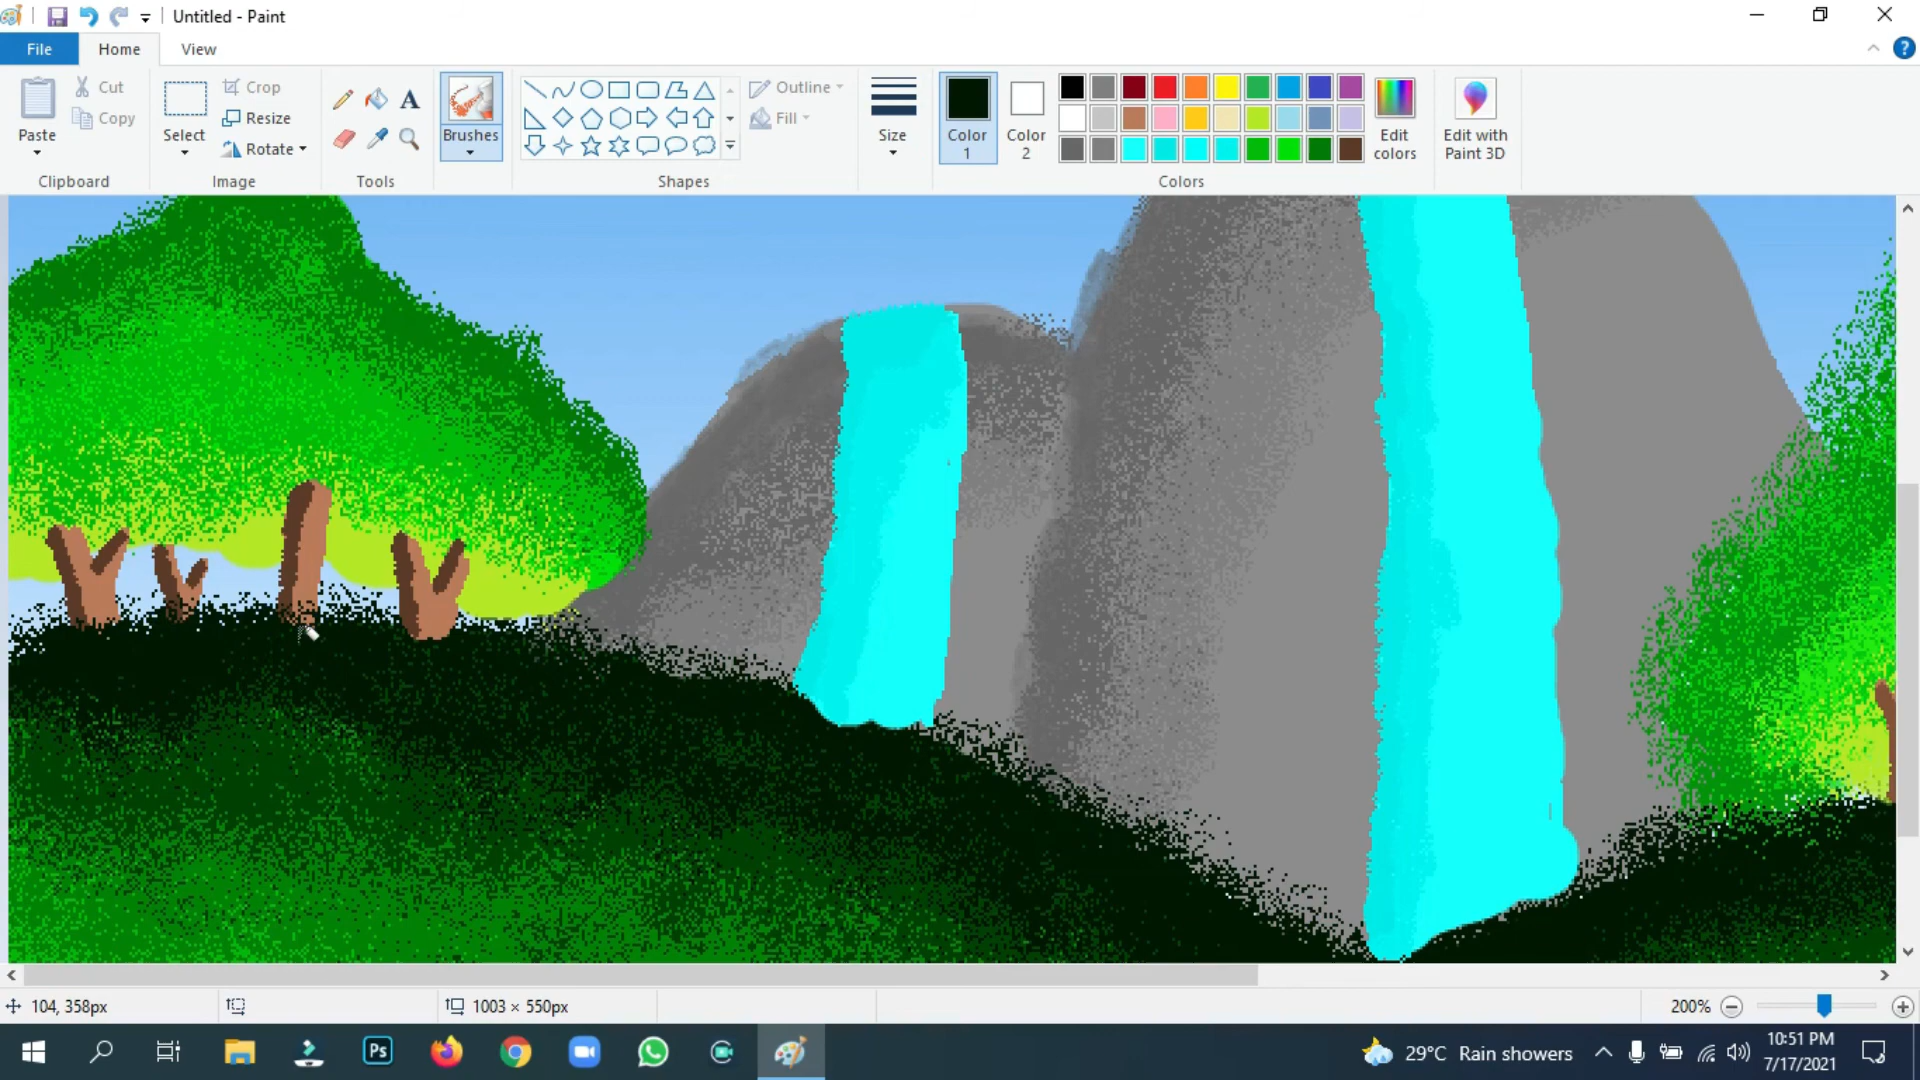 Untitled - Paint
File Home View
Paste
Cut
Copy
Clipboard
Select
Crop
Resize
Rotate
Image
A
Tools
Brushes
Outline
Fill
Shapes
Size
Color 1
Color 2
Edit colors
Colors
Edit with Paint 3D
?
104, 358px
1003 × 550px
200%
Ps
29°C Rain showers
10:51 PM
7/17/2021